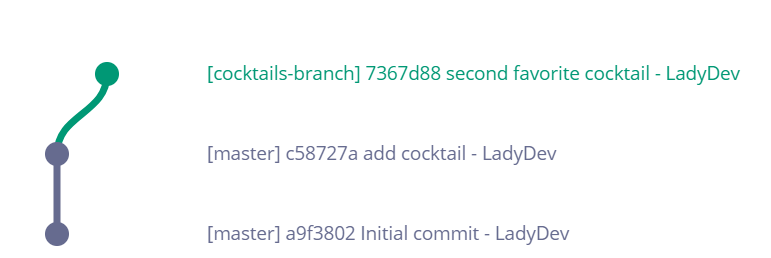 [cocktails-branch] 7367d88 second favorite cocktail - LadyDev
[master] c58727a add cocktail - LadyDev
[master] a9f3802 Initial commit - LadyDev